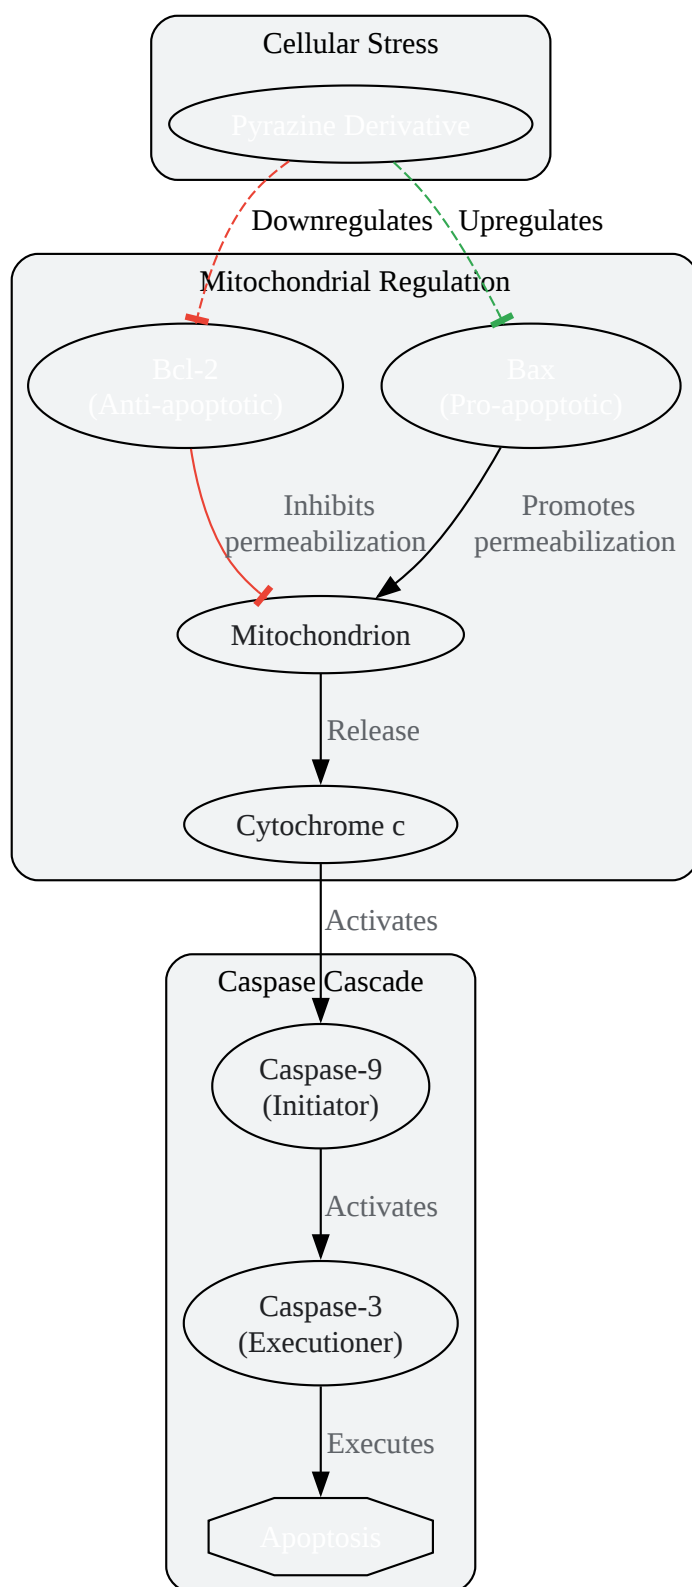 Cellular Stress
Pyrazine Derivative
Downregulates
Upregulates
Mitochondrial Regulation
Bcl-2
(Anti-apoptotic)
Bax
(Pro-apoptotic)
Inhibits
permeabilization
Promotes
permeabilization
Mitochondrion
Release
Cytochrome c
Activates
Caspase Cascade
Caspase-9
(Initiator)
Activates
Caspase-3
(Executioner)
Executes
Apoptosis